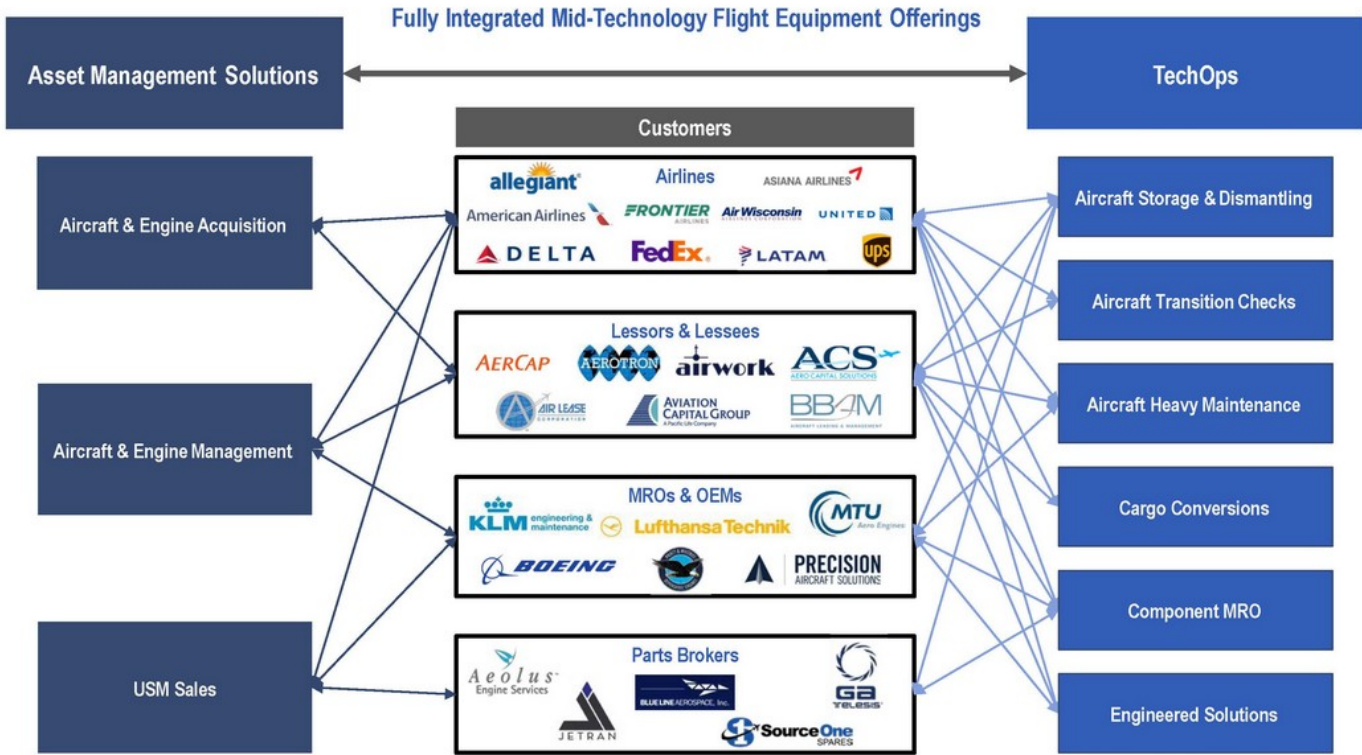 Fully Integrated Mid-Technology Flight Equipment Offerings
Asset Management Solutions
TechOps
Customers
Aircraft & Engine Acquisition
Aircraft & Engine Management
USM Sales
Airlines
allegiant
ASIANA AIRLINES
American Airlines
FRONTIER
AIRLINES
Air Wisconsin
AIRLINES CORPORATION
UNITED
DELTA
FedEx
LATAM
ups
Lessors & Lessees
AERCAP
AEROTRON
airwork
ACS
AERO CAPITAL SOLUTIONS
AIR LEASE
CORPORATION
AVIATION
CAPITAL GROUP
A Pacific Life Company
BBAM
AIRCRAFT LEASING & MANAGEMENT
MROs & OEMs
KLM engineering &
maintenance
Lufthansa Technik
MTU
Aero Engines
BOEING
PRECISION
AIRCRAFT SOLUTIONS
Parts Brokers
Aeolus
Engine Services
JETRAN
BLUE LINE AEROSPACE, Inc.
GA
TELESIS
SourceOne
SPARES
Aircraft Storage & Dismantling
Aircraft Transition Checks
Aircraft Heavy Maintenance
Cargo Conversions
Component MRO
Engineered Solutions